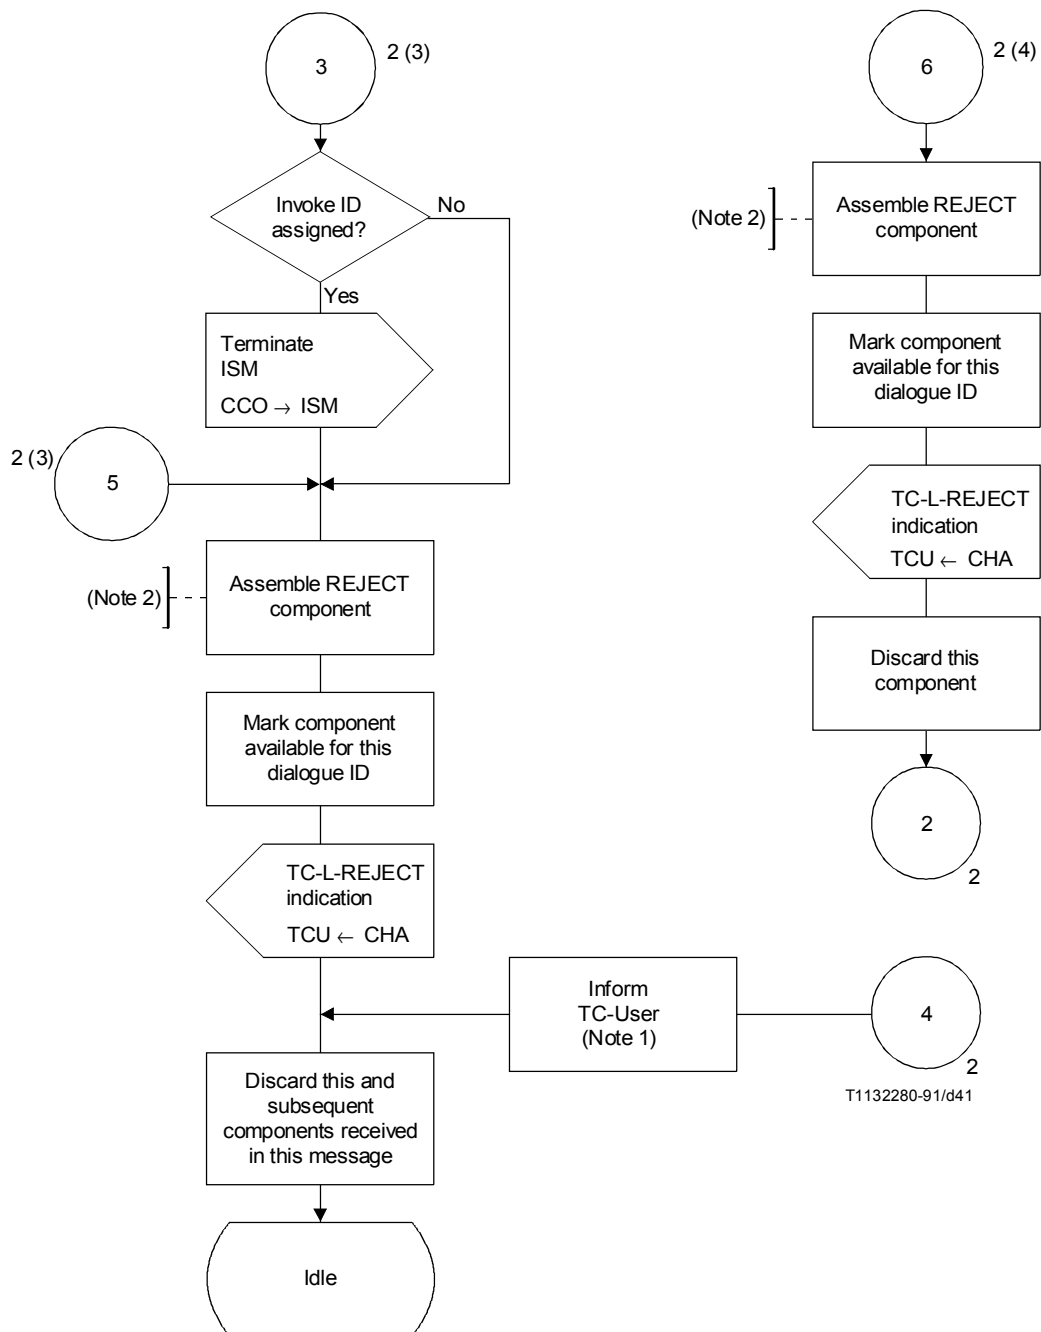 3
2 (3)
Invoke ID
assigned?
No
Yes
Terminate
ISM
CCO → ISM
2 (3)
5
(Note 2)
Assemble REJECT
component
Mark component
available for this
dialogue ID
TC-L-REJECT
indication
TCU ← CHA
Discard this and
subsequent
components received
in this message
Idle
6
2 (4)
(Note 2)
Assemble REJECT
component
Mark component
available for this
dialogue ID
TC-L-REJECT
indication
TCU ← CHA
Discard this
component
2
2
Inform
TC-User
(Note 1)
4
2
T1132280-91/d41